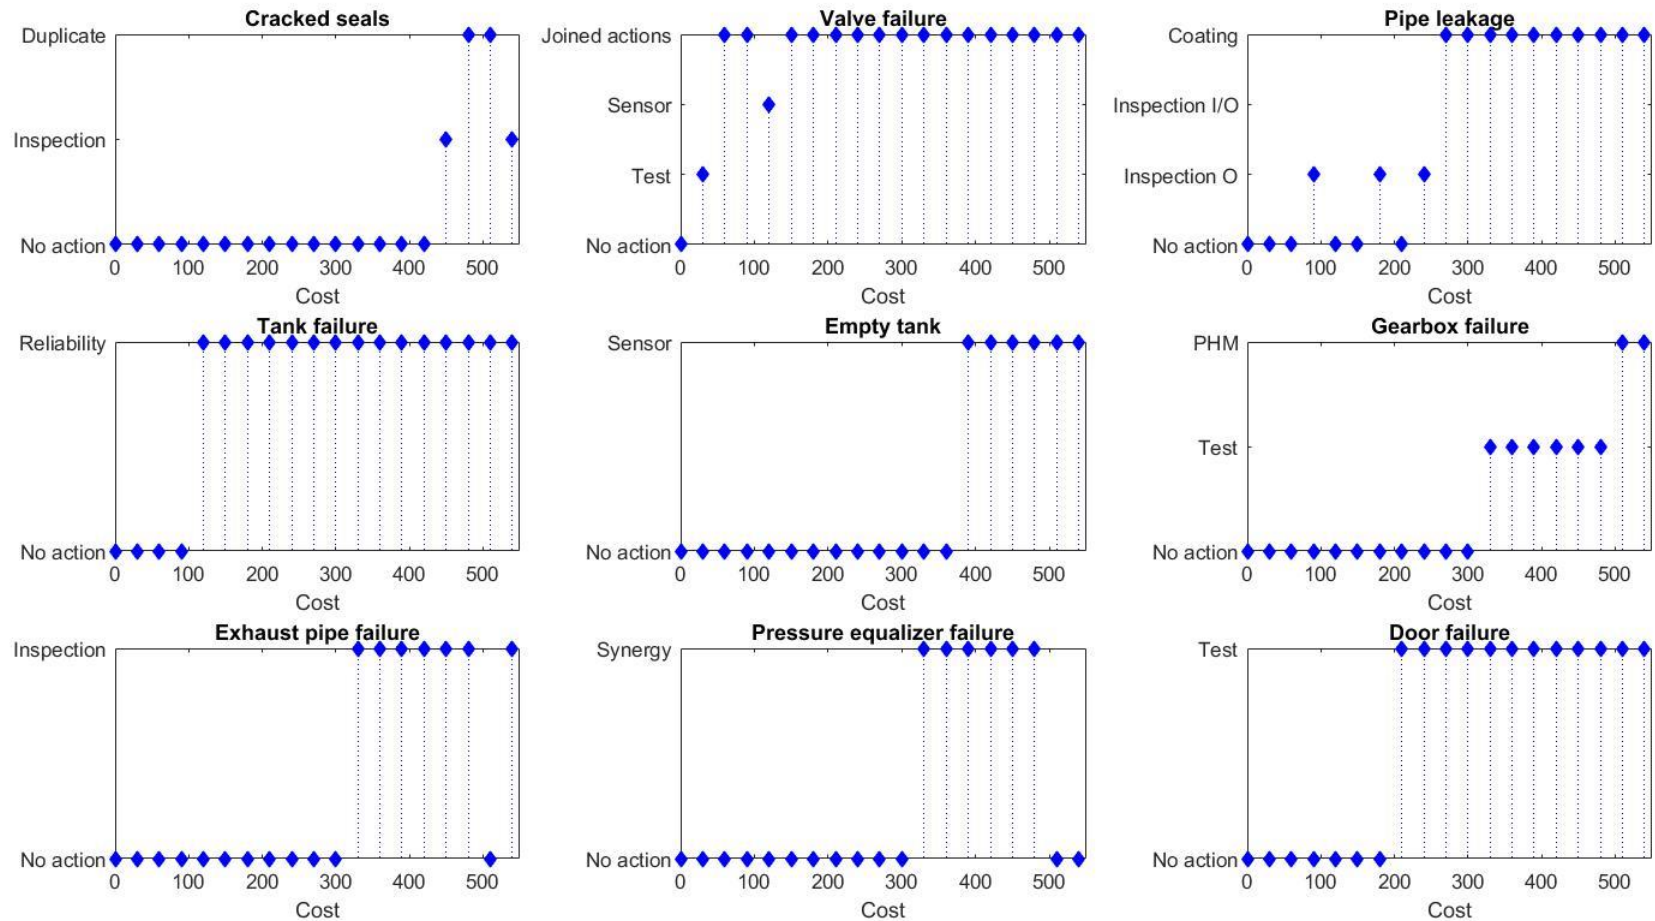 Cracked seals
Duplicate
Inspection
No action
0 100 200 300 400 500
Cost
Valve failure
Joined actions
Sensor
Test
No action
0 100 200 300 400 500
Cost
Pipe leakage
Coating
Inspection I/O
Inspection O
No action
0 100 200 300 400 500
Cost
Tank failure
Reliability
No action
0 100 200 300 400 500
Cost
Empty tank
Sensor
No action
0 100 200 300 400 500
Cost
Gearbox failure
PHM
Test
No action
0 100 200 300 400 500
Cost
Exhaust pipe failure
Inspection
No action
0 100 200 300 400 500
Cost
Pressure equalizer failure
Synergy
No action
0 100 200 300 400 500
Cost
Door failure
Test
No action
0 100 200 300 400 500
Cost